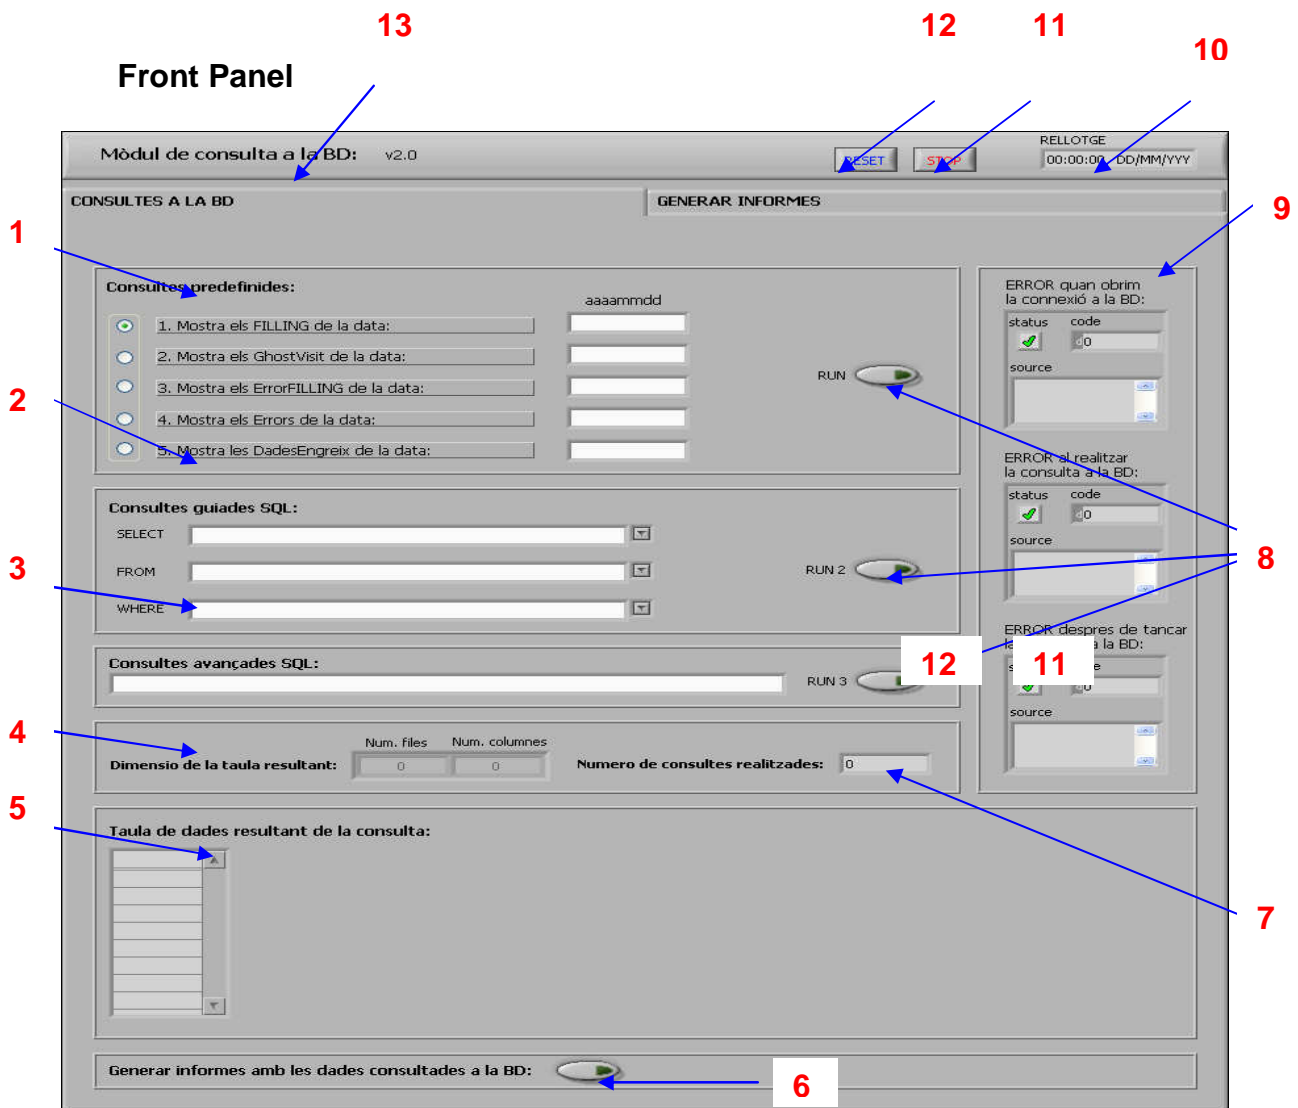 13
12
11
10
Front Panel
Mòdul de consulta a la BD: v2.0
RESET
STOP
RELLOTGE
00:00:00 DD/MM/YYY
CONSULTES A LA BD
GENERAR INFORMES
9
1
Consultes predefinides:
aaaammdd
1. Mostra els FILLING de la data:
2. Mostra els GhostVisit de la data:
3. Mostra els ErrorFILLING de la data:
4. Mostra els Errors de la data:
5. Mostra les DadesEngreix de la data:
RUN
ERROR quan obrim
la connexió a la BD:
status code
0
source
2
ERROR al realitzar
la consulta a la BD:
status code
0
source
Consultes guiades SQL:
SELECT
FROM
WHERE
RUN 2
3
8
ERROR despres de tancar
a la BD:
0
source
12
11
Consultes avançades SQL:
RUN 3
4
Num. files Num. columnes
Dimensio de la taula resultant: 0 0
Numero de consultes realitzades: 0
5
Taula de dades resultant de la consulta:
7
Generar informes amb les dades consultades a la BD:
6